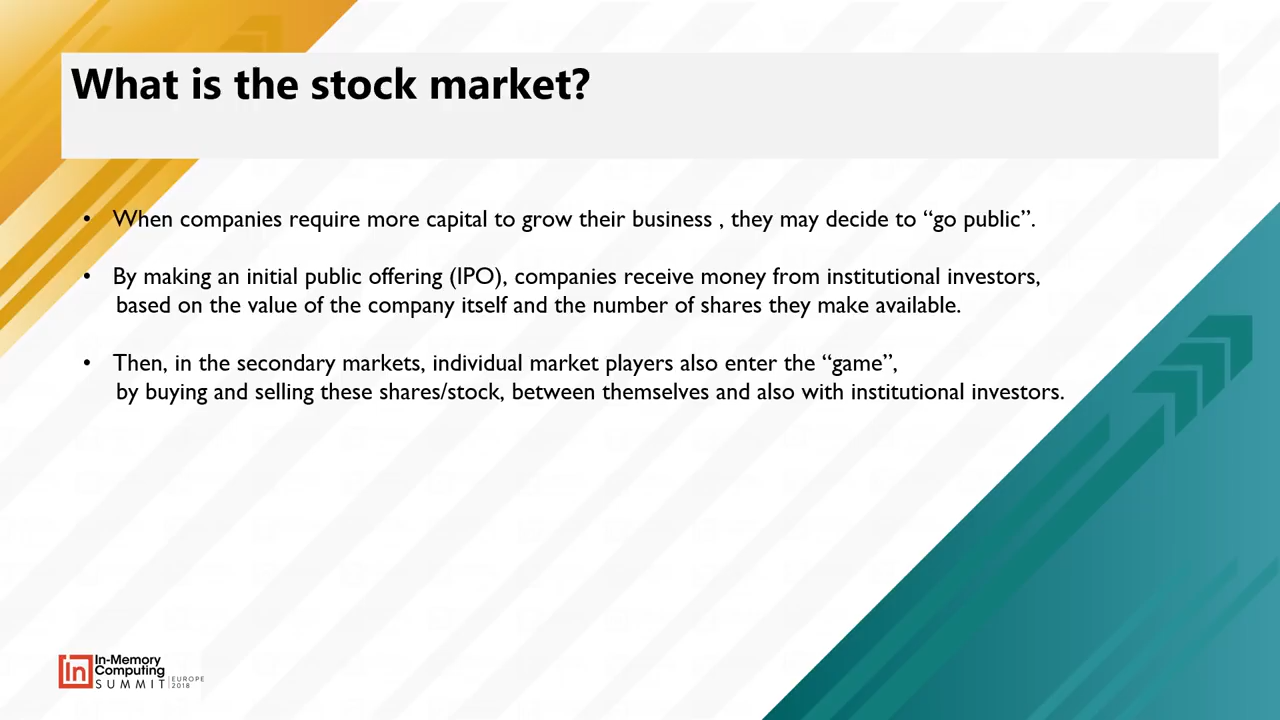 What is the stock market?
• When companies require more capital to grow their business , they may decide to “go public”.
• By making an initial public offering (IPO), companies receive money from institutional investors,
based on the value of the company itself and the number of shares they make available.
• Then, in the secondary markets, individual market players also enter the “game”,
by buying and selling these shares/stock, between themselves and also with institutional investors.
In
In-Memory
Computing
SUMMIT
EUROPE
2018